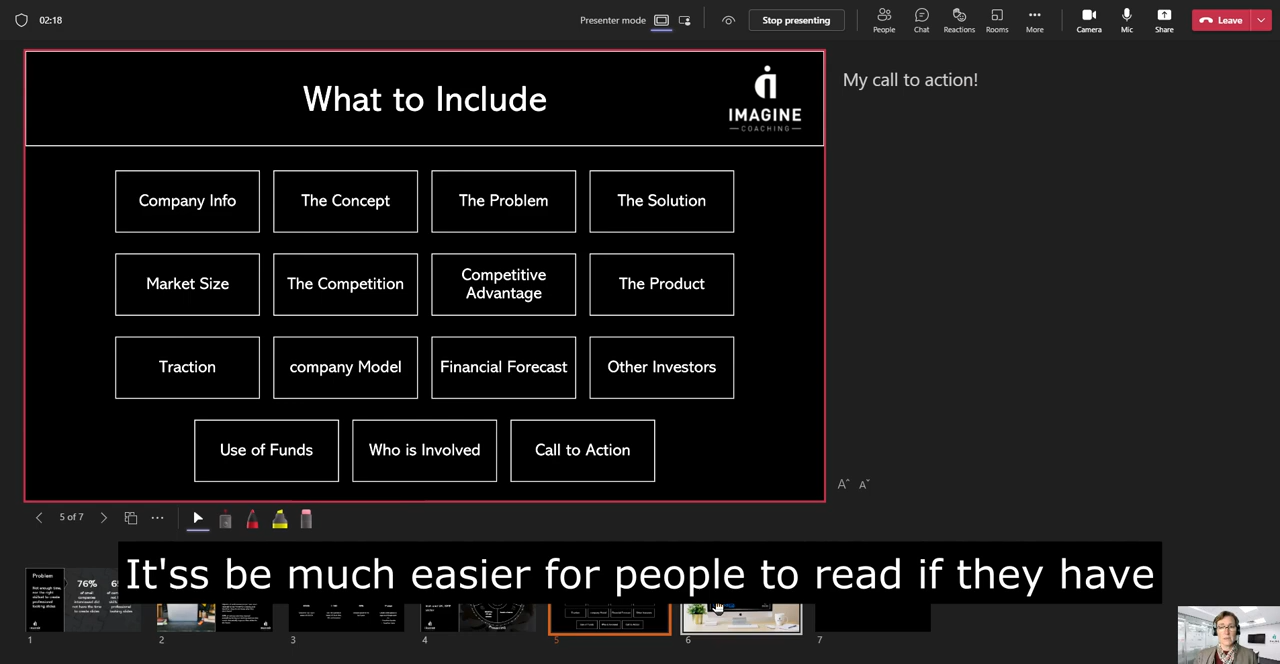 02:18
Presenter mode
Stop presenting
People
Chat
Reactions
Rooms
More
Camera
Mic
Share
Leave
What to Include
IMAGINE
COACHING
My call to action!
Company Info
The Concept
The Problem
The Solution
Market Size
The Competition
Competitive
Advantage
The Product
Traction
company Model
Financial Forecast
Other Investors
Use of Funds
Who is Involved
Call to Action
5 of 7
It'ss be much easier for people to read if they have
Problem
76%
1
2
3
4
5
6
7